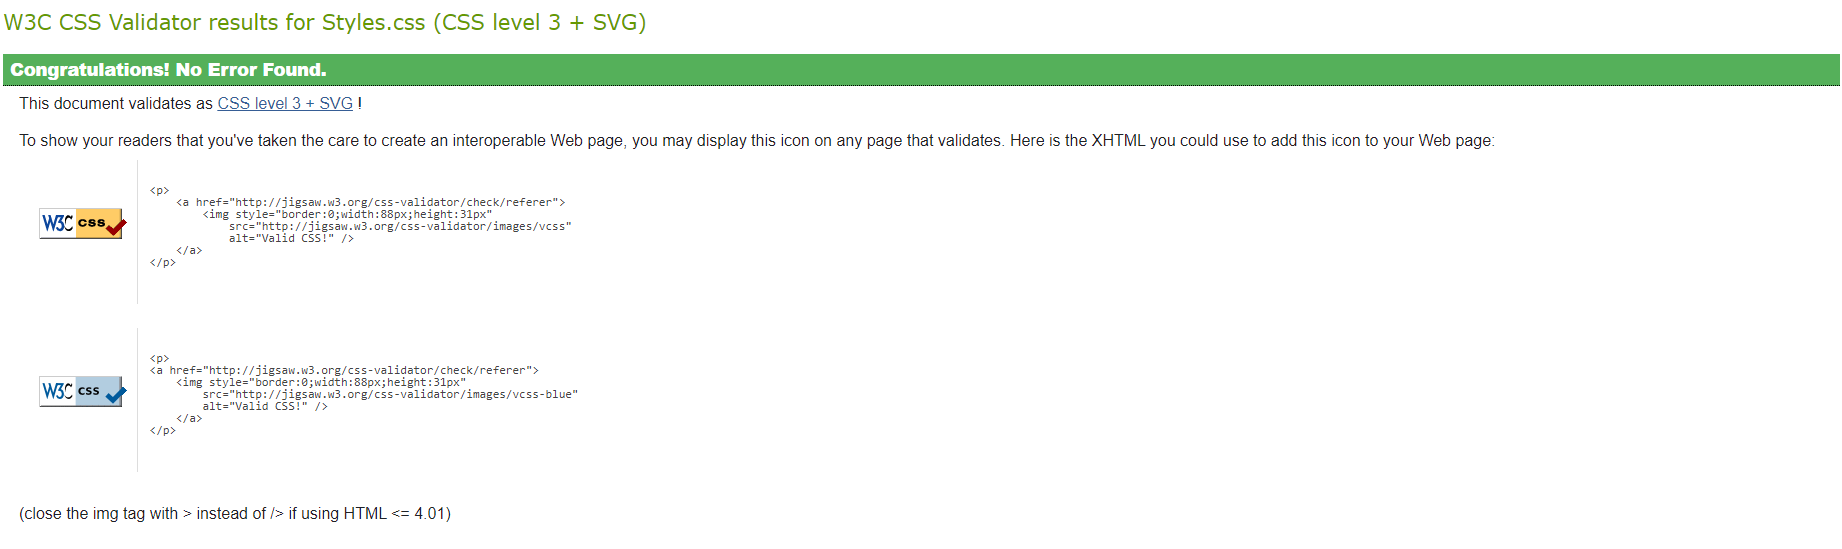 W3C CSS Validator results for Styles.css (CSS level 3 + SVG)
Congratulations! No Error Found.
This document validates as CSS level 3 + SVG !
To show your readers that you've taken the care to create an interoperable Web page, you may display this icon on any page that validates. Here is the XHTML you could use to add this icon to your Web page:
W3C css
<p>
    <a href="http://jigsaw.w3.org/css-validator/check/referer">
        <img style="border:0;width:88px;height:31px"
            src="http://jigsaw.w3.org/css-validator/images/vcss"
            alt="Valid CSS!" />
    </a>
</p>
W3C css
<p>
<a href="http://jigsaw.w3.org/css-validator/check/referer">
    <img style="border:0;width:88px;height:31px"
        src="http://jigsaw.w3.org/css-validator/images/vcss-blue"
        alt="Valid CSS!" />
    </a>
</p>
(close the img tag with > instead of /> if using HTML <= 4.01)